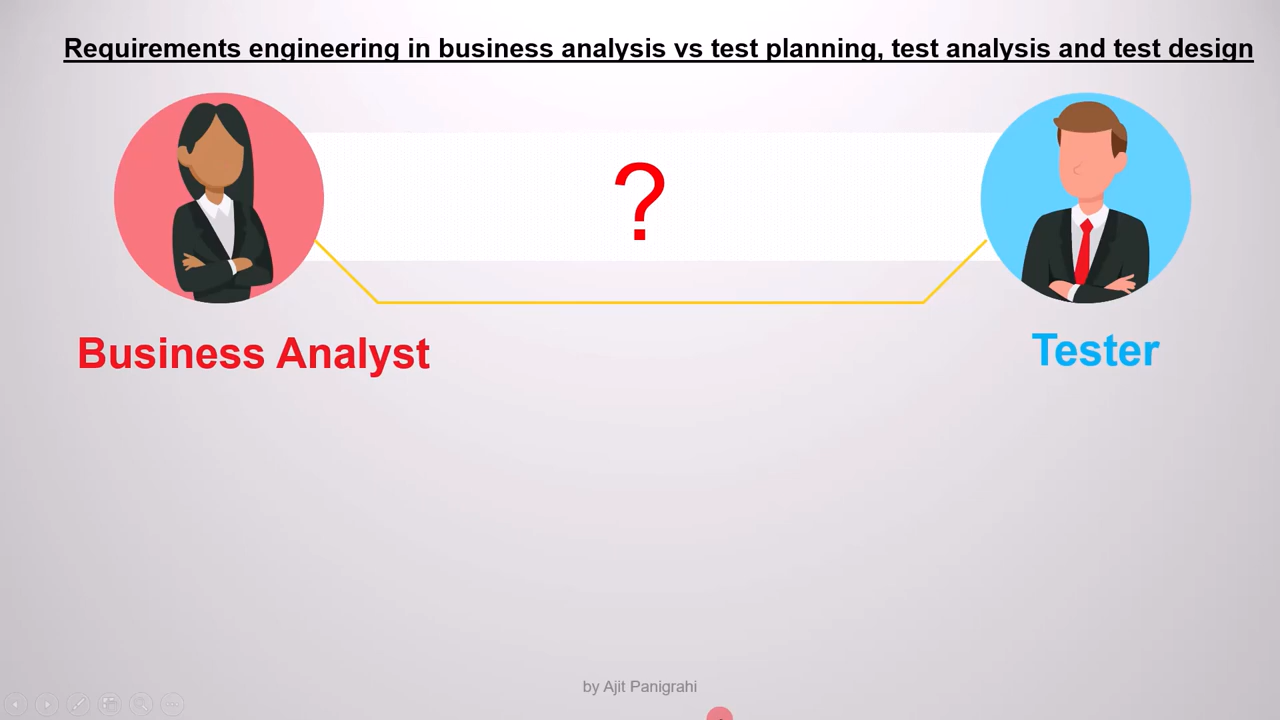 Requirements engineering in business analysis vs test planning, test analysis and test design
?
Business Analyst
Tester
by Ajit Panigrahi